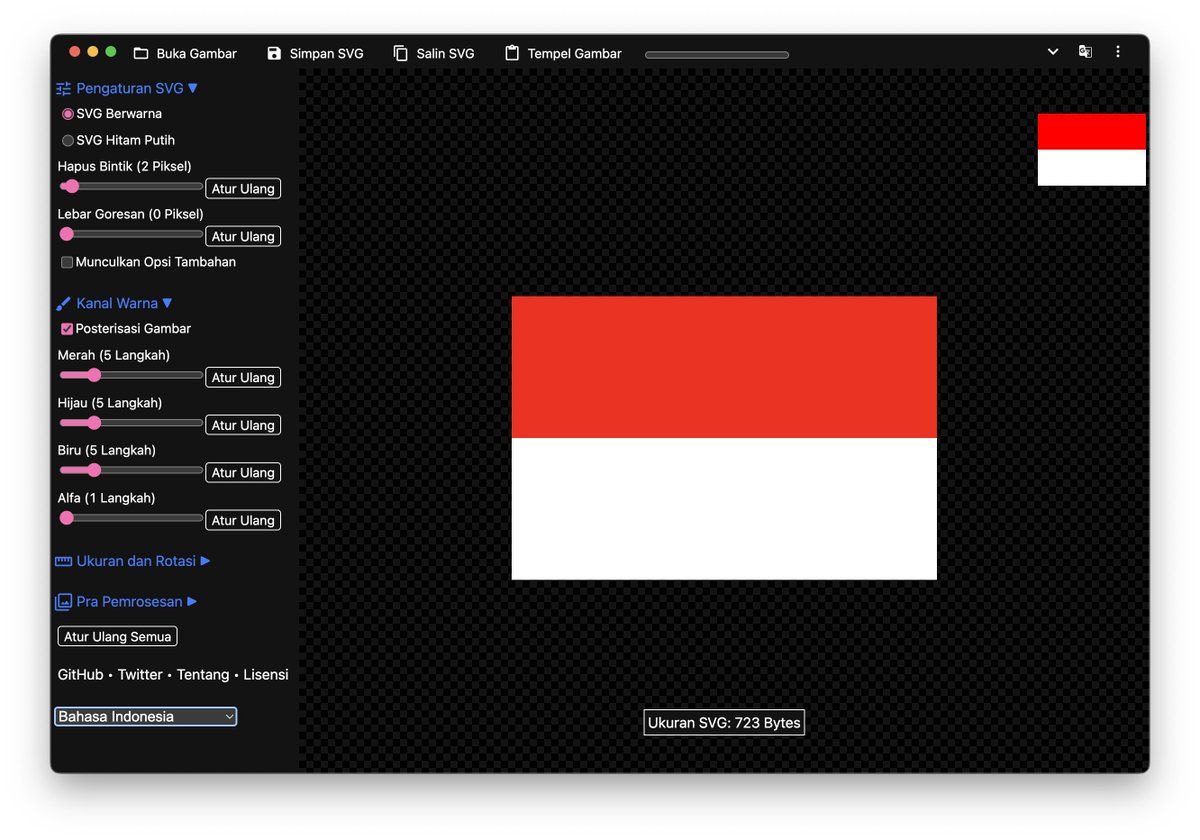 Buka Gambar
Simpan SVG
Salin SVG
Tempel Gambar
Pengaturan SVG
SVG Berwarna
SVG Hitam Putih
Hapus Bintik (2 Piksel)
Atur Ulang
Lebar Goresan (0 Piksel)
Atur Ulang
Munculkan Opsi Tambahan
Kanal Warna
Posterisasi Gambar
Merah (5 Langkah)
Atur Ulang
Hijau (5 Langkah)
Atur Ulang
Biru (5 Langkah)
Atur Ulang
Alfa (1 Langkah)
Atur Ulang
Ukuran dan Rotasi
Pra Pemrosesan
Atur Ulang Semua
GitHub • Twitter • Tentang • Lisensi
Bahasa Indonesia
Ukuran SVG: 723 Bytes